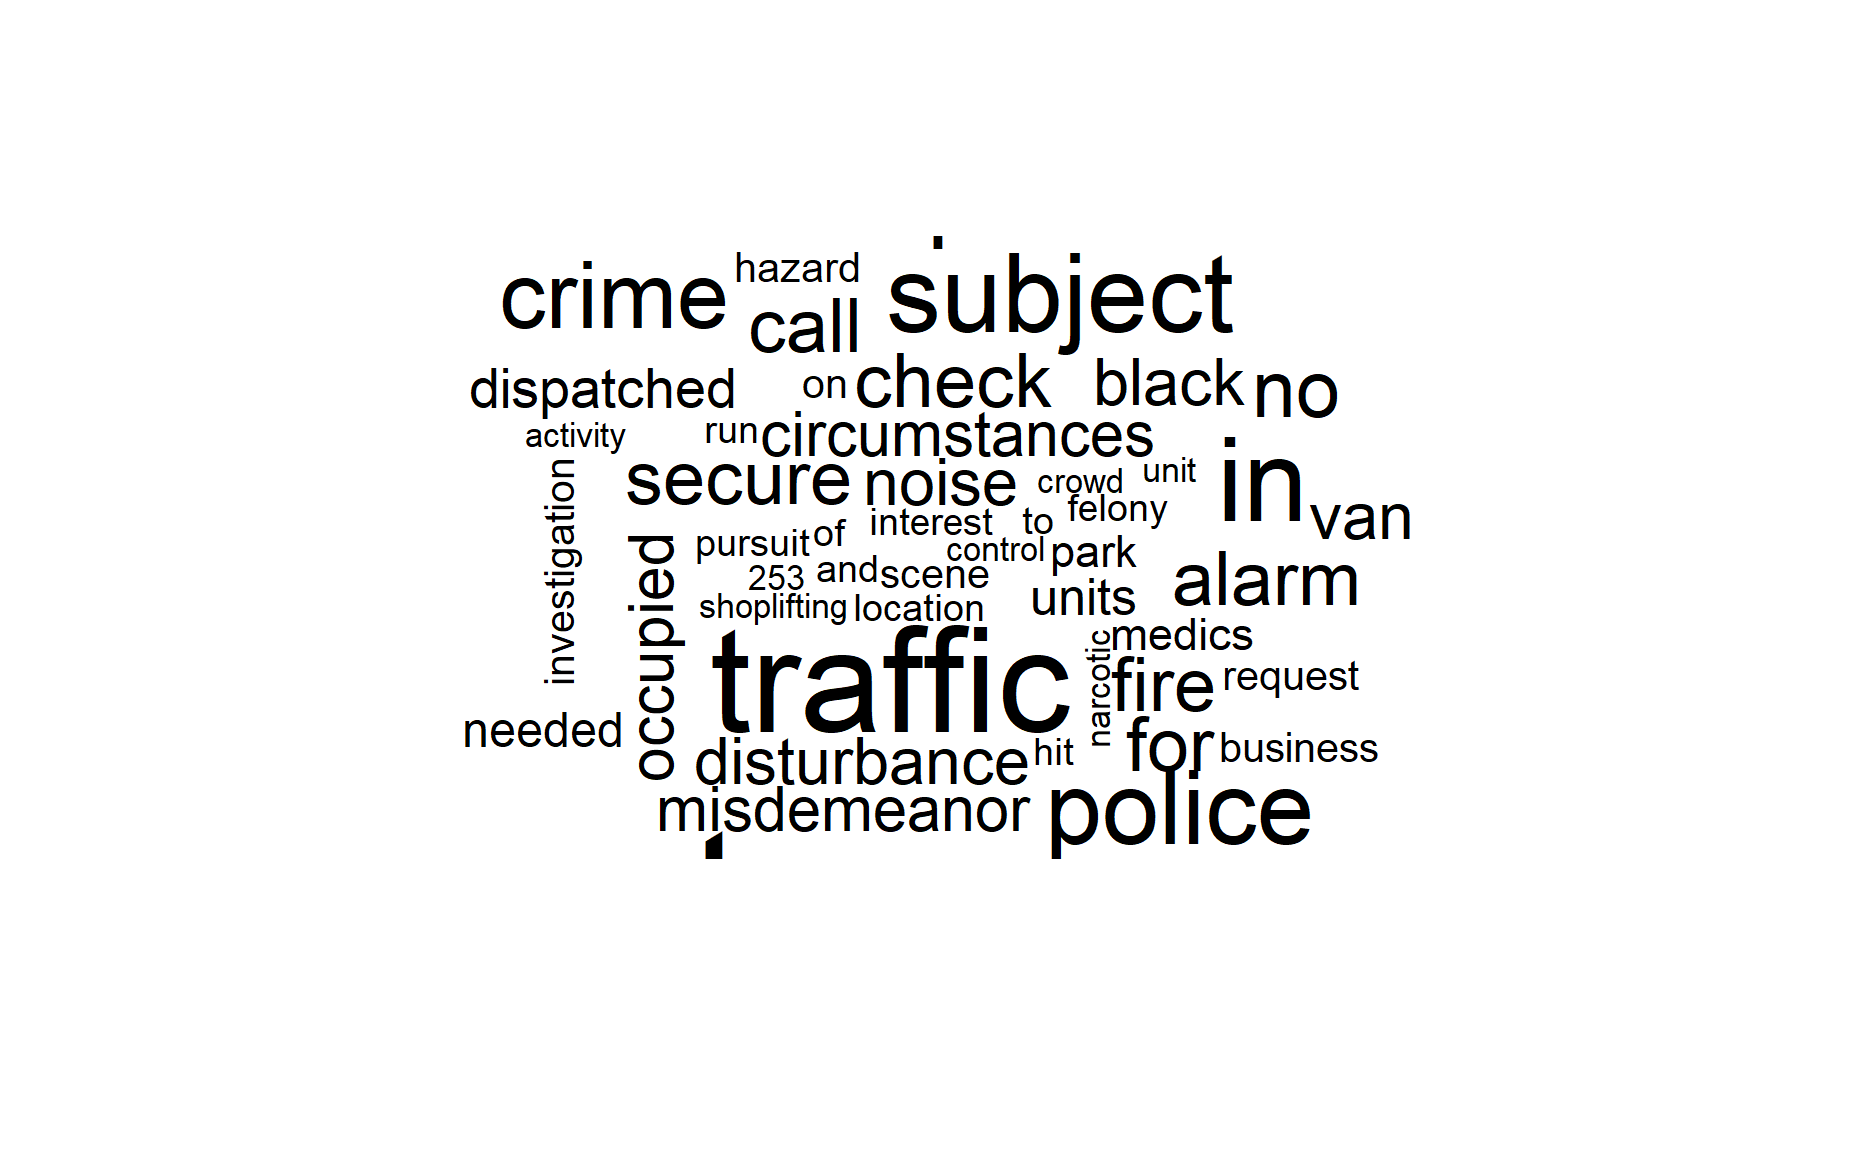 .
crime
hazard
call
subject
dispatched
on
check
black
no
activity
run
circumstances
investigation
secure
noise
crowd
unit
in
van
pursuit
of
interest
to
felony
control
park
253
and
scene
shoplifting
location
units
alarm
occupied
traffic
narcotic
medics
fire
request
needed
disturbance
hit
for
business
misdemeanor
police
.